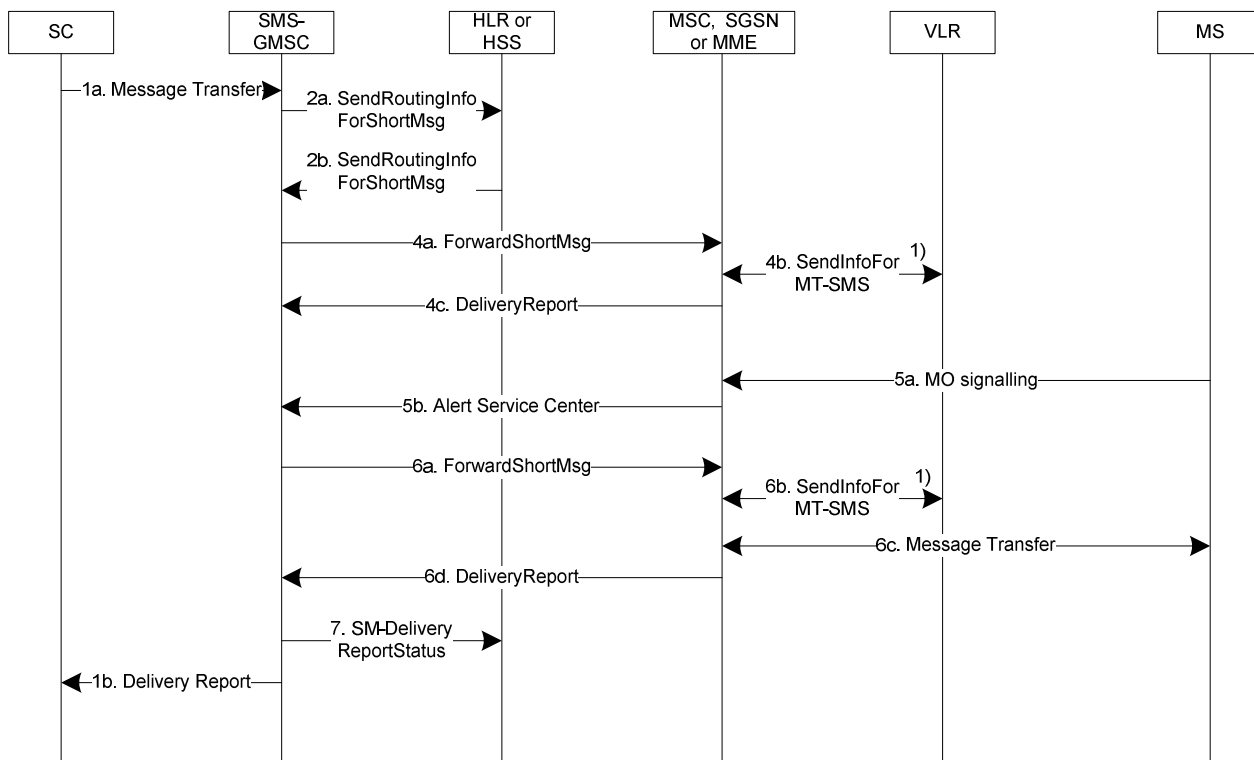 SC
SMS-
GMSC
HLR or
HSS
MSC, SGSN
or MME
VLR
MS
1a. Message Transfer
2a. SendRoutingInfo
ForShortMsg
2b. SendRoutingInfo
ForShortMsg
4a. ForwardShortMsg
4b. SendInfoFor 1)
MT-SMS
4c. DeliveryReport
5a. MO signalling
5b. Alert Service Center
6a. ForwardShortMsg
6b. SendInfoFor 1)
MT-SMS
6c. Message Transfer
6d. DeliveryReport
7. SM-Delivery
ReportStatus
1b. Delivery Report